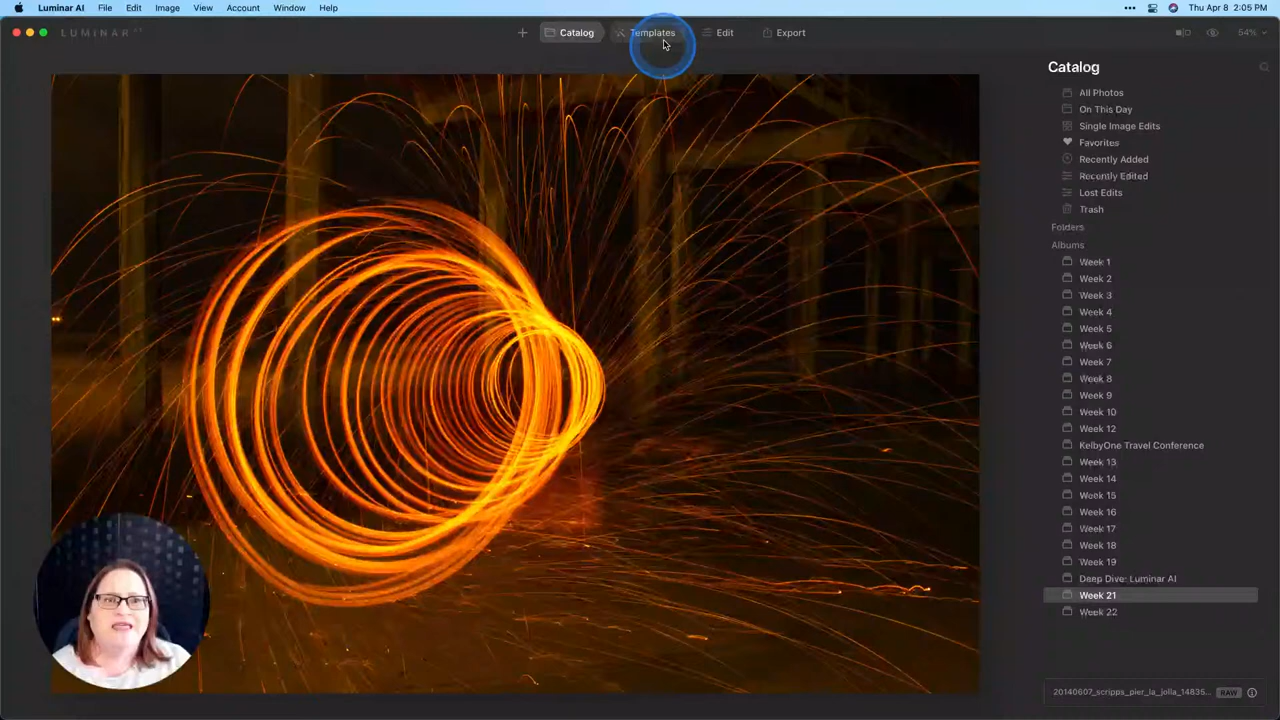 Luminar AI File Edit Image View Account Window Help Thu Apr 8 2:05 PM
LUMINAR AI + Catalog Templates Edit Export 54%
Catalog
All Photos
On This Day
Single Image Edits
Favorites
Recently Added
Recently Edited
Lost Edits
Trash
Folders
Albums
Week 1
Week 2
Week 3
Week 4
Week 5
Week 6
Week 7
Week 8
Week 9
Week 10
Week 12
KelbyOne Travel Conference
Week 13
Week 14
Week 15
Week 16
Week 17
Week 18
Week 19
Deep Dive: Luminar AI
Week 21
Week 22
20140607_scripps_pier_la_jolla_14835... RAW